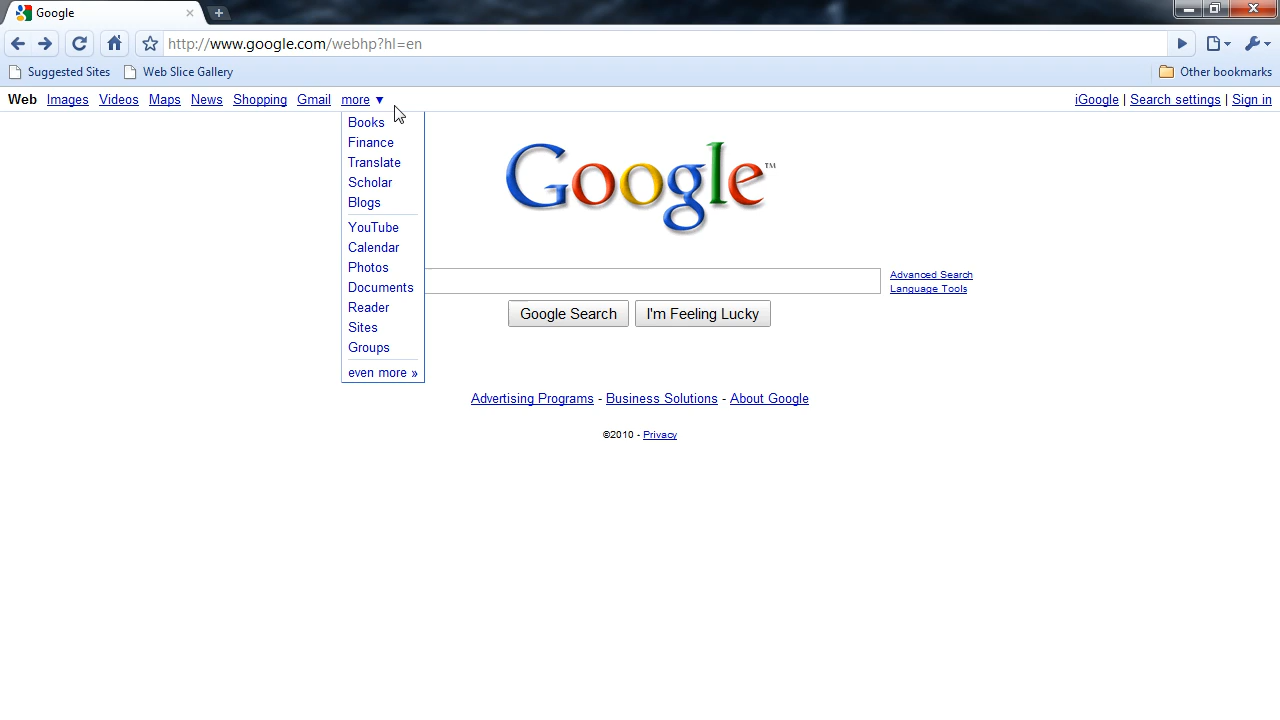 Google
http://www.google.com/webhp?hl=en
Suggested Sites Web Slice Gallery Other bookmarks
Web Images Videos Maps News Shopping Gmail more ▼ iGoogle | Search settings | Sign in
Books
Finance
Translate
Scholar
Blogs
YouTube
Calendar
Photos
Documents
Reader
Sites
Groups
even more »
Google™
Advanced Search
Language Tools
Google Search I'm Feeling Lucky
Advertising Programs - Business Solutions - About Google
©2010 - Privacy